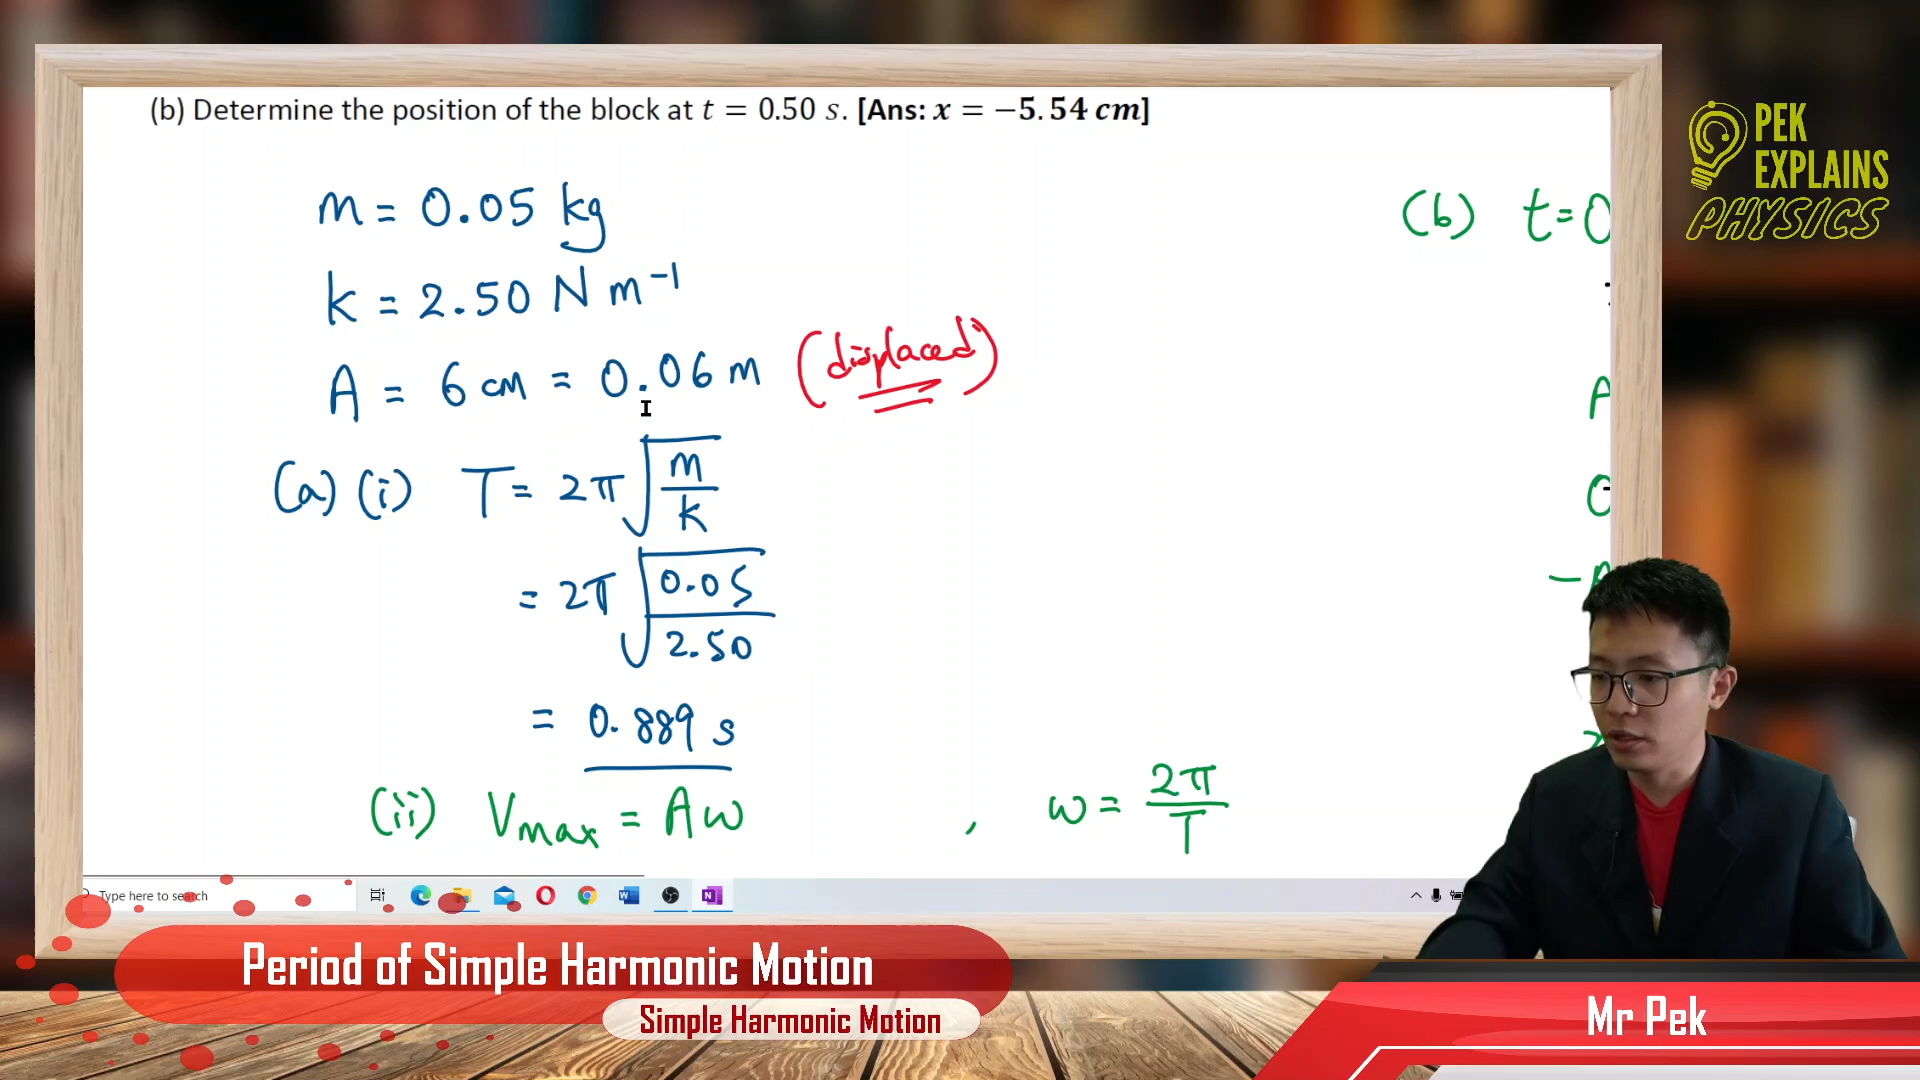 (b) Determine the position of the block at t = 0.50 s. [Ans: x = −5.54 cm]
PEK
EXPLAINS
PHYSICS
m = 0.05 kg
k = 2.50 N m⁻¹
A = 6 cm = 0.06 m (displaced)
(a) (i) T = 2π √(m/k)
= 2π √(0.05/2.50)
= 0.889 s
(ii) Vmax = Aω , ω = 2π/T
(b) t = 0
A
0
Type here to search
Period of Simple Harmonic Motion
Simple Harmonic Motion
Mr Pek